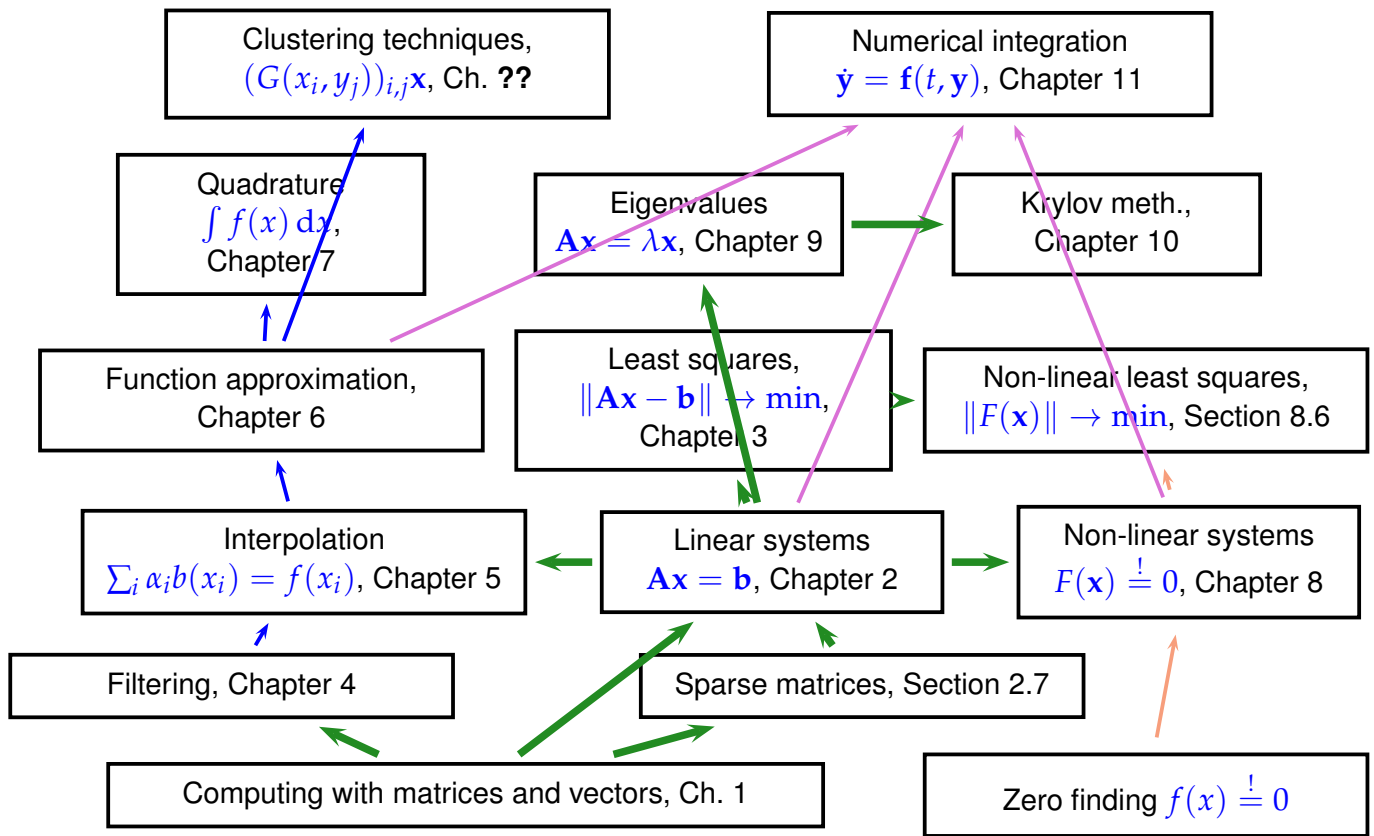 Clustering techniques,
(G(x_i, y_j))_{i,j}x, Ch. ??
Numerical integration
ẏ = f(t, y), Chapter 11
Quadrature
∫ f(x) dx,
Chapter 7
Eigenvalues
Ax = λx, Chapter 9
Krylov meth.,
Chapter 10
Function approximation,
Chapter 6
Least squares,
‖Ax − b‖ → min,
Chapter 3
Non-linear least squares,
‖F(x)‖ → min, Section 8.6
Interpolation
∑_i α_i b(x_i) = f(x_i), Chapter 5
Linear systems
Ax = b, Chapter 2
Non-linear systems
F(x) =! 0, Chapter 8
Filtering, Chapter 4
Sparse matrices, Section 2.7
Computing with matrices and vectors, Ch. 1
Zero finding f(x) =! 0